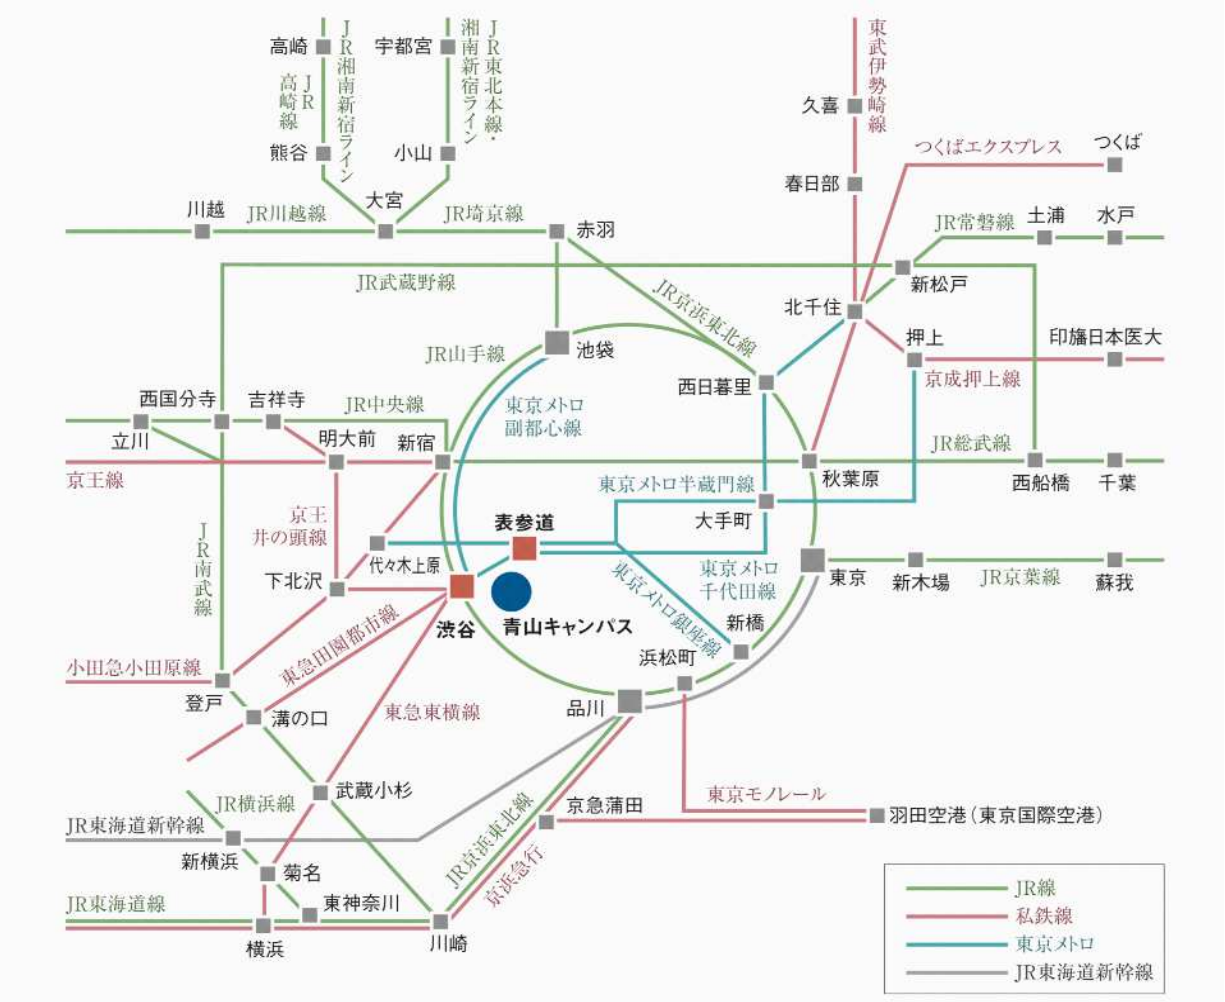 高崎
JR湘南新宿ライン
JR
高崎線
熊谷
宇都宮
JR東北本線・
湘南新宿ライン
小山
大宮
川越
JR川越線
JR埼京線
赤羽
東武伊勢崎線
久喜
春日部
つくばエクスプレス
つくば
JR常磐線
土浦
水戸
JR武蔵野線
新松戸
JR京浜東北線
北千住
押上
印旛日本医大
京成押上線
JR山手線
池袋
西日暮里
東京メトロ
副都心線
西国分寺
吉祥寺
JR中央線
立川
明大前
新宿
京王線
JR総武線
秋葉原
西船橋
千葉
東京メトロ半蔵門線
大手町
京王
井の頭線
表参道
代々木上原
JR南武線
下北沢
渋谷
青山キャンパス
東京メトロ
千代田線
東京メトロ銀座線
東京
新木場
JR京葉線
蘇我
新橋
浜松町
品川
小田急小田原線
東急田園都市線
登戸
溝の口
東急東横線
武蔵小杉
JR横浜線
JR東海道新幹線
新横浜
菊名
JR京浜東北線
京浜急行
京急蒲田
東京モノレール
羽田空港(東京国際空港)
JR東海道線
東神奈川
横浜
川崎
JR線
私鉄線
東京メトロ
JR東海道新幹線